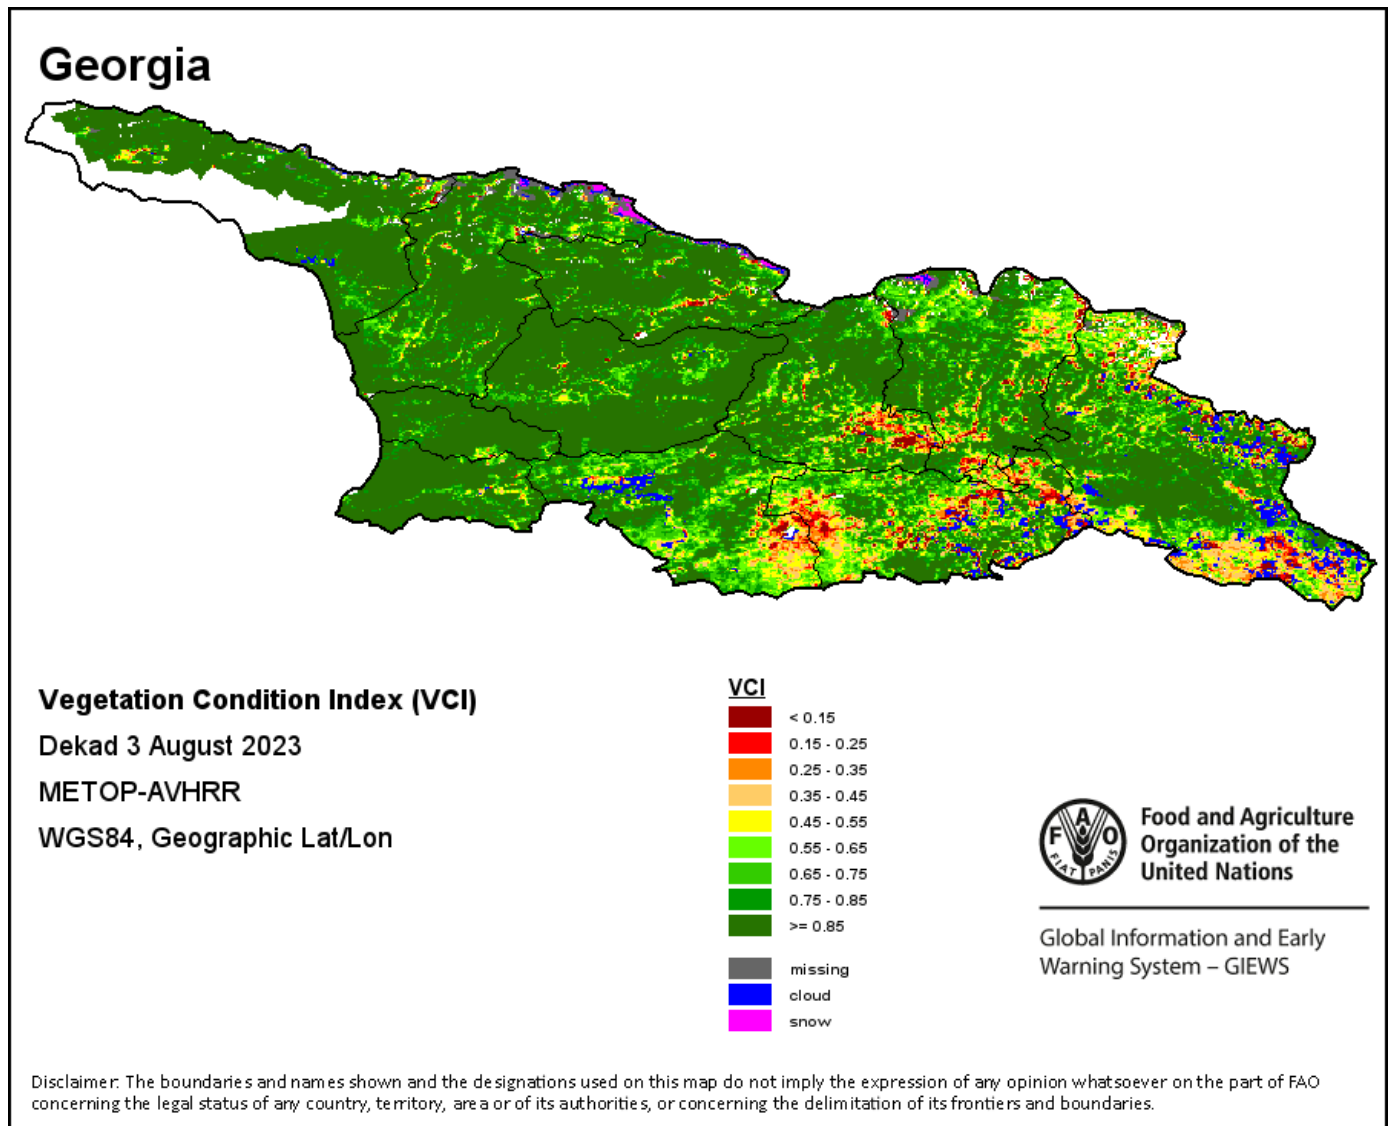 Georgia
Vegetation Condition Index (VCI)
Dekad 3 August 2023
METOP-AVHRR
WGS84, Geographic Lat/Lon
VCI
< 0.15
0.15 - 0.25
0.25 - 0.35
0.35 - 0.45
0.45 - 0.55
0.55 - 0.65
0.65 - 0.75
0.75 - 0.85
>= 0.85
missing
cloud
snow
F A O
FIAT PANIS
Food and Agriculture
Organization of the
United Nations
Global Information and Early
Warning System – GIEWS
Disclaimer: The boundaries and names shown and the designations used on this map do not imply the expression of any opinion whatsoever on the part of FAO
concerning the legal status of any country, territory, area or of its authorities, or concerning the delimitation of its frontiers and boundaries.